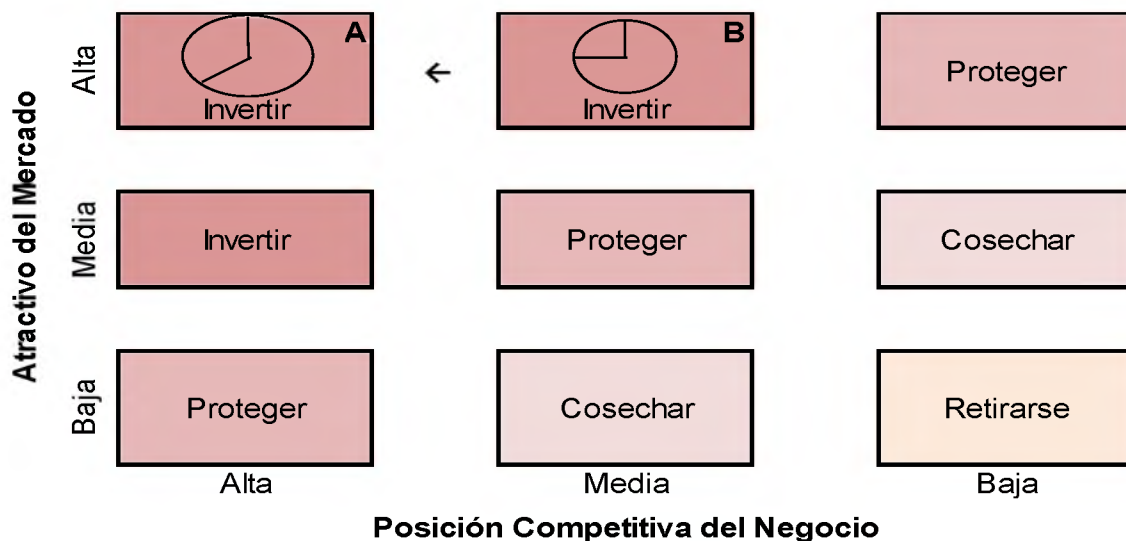 Atractivo del Mercado
Alta
A
Invertir
←
B
Invertir
Proteger
Media
Invertir
Proteger
Cosechar
Baja
Proteger
Cosechar
Retirarse
Alta
Media
Baja
Posición Competitiva del Negocio